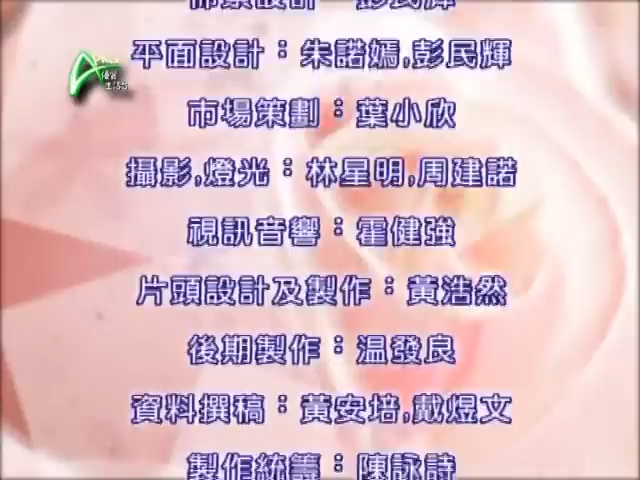 平面設計：朱諾嫣,彭民輝
市場策劃：葉小欣
攝影,燈光：林星明,周建諾
視訊音響：霍健強
片頭設計及製作：黃浩然
後期製作：温發良
資料撰稿：黃安培,戴煜文
製作統籌：陳詠詩